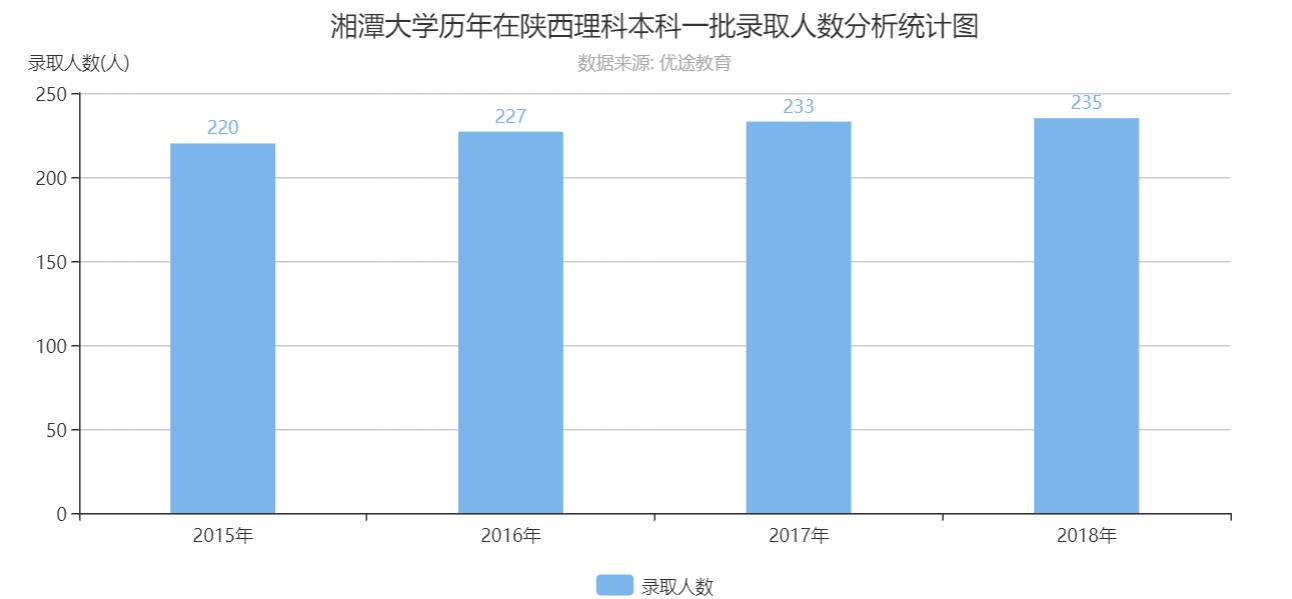 湘潭大学历年在陕西理科本科一批录取人数分析统计图
数据来源: 优途教育
录取人数(人)
250
200
150
100
50
0
220
227
233
235
2015年
2016年
2017年
2018年
录取人数